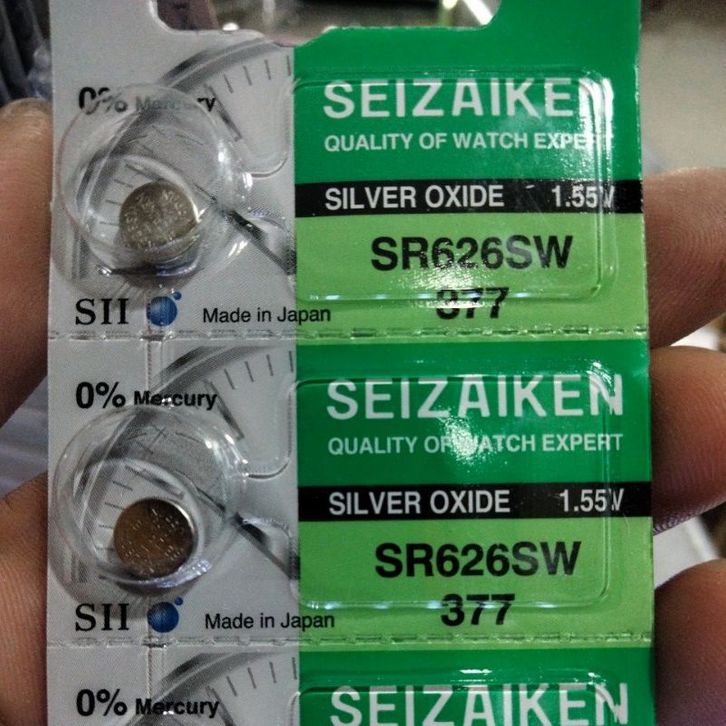 0% Mercury
SEIZAIKEN
QUALITY OF WATCH EXPERT
SILVER OXIDE 1.55V
SR626SW
377
SII Made in Japan
0% Mercury
SEIZAIKEN
QUALITY OF WATCH EXPERT
SILVER OXIDE 1.55V
SR626SW
377
SII Made in Japan
0% Mercury
SEIZAIKEN